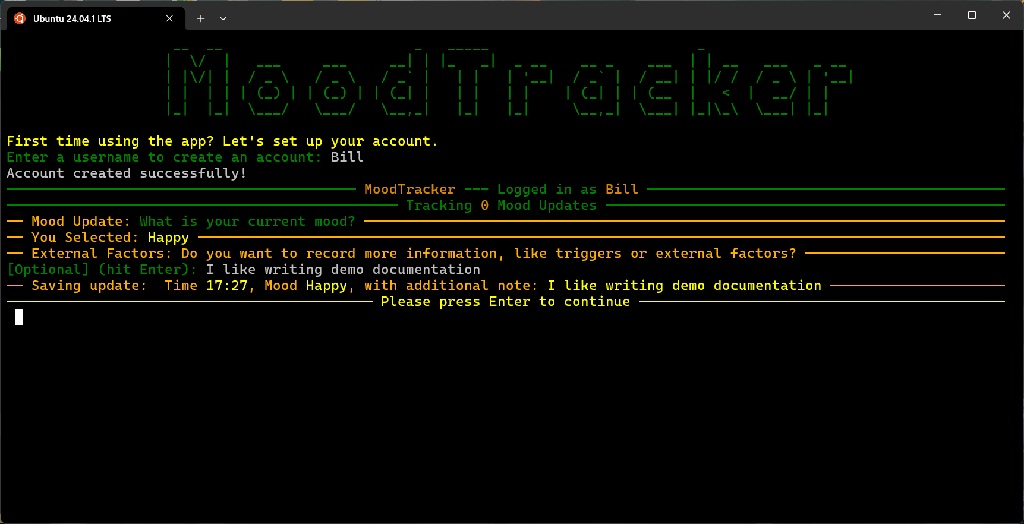 Ubuntu 24.04.1 LTS
MoodTracker
First time using the app? Let's set up your account.
Enter a username to create an account: Bill
Account created successfully!
MoodTracker --- Logged in as Bill
Tracking 0 Mood Updates
Mood Update: What is your current mood?
You Selected: Happy
External Factors: Do you want to record more information, like triggers or external factors?
[Optional] (hit Enter): I like writing demo documentation
Saving update:  Time 17:27, Mood Happy, with additional note: I like writing demo documentation
Please press Enter to continue